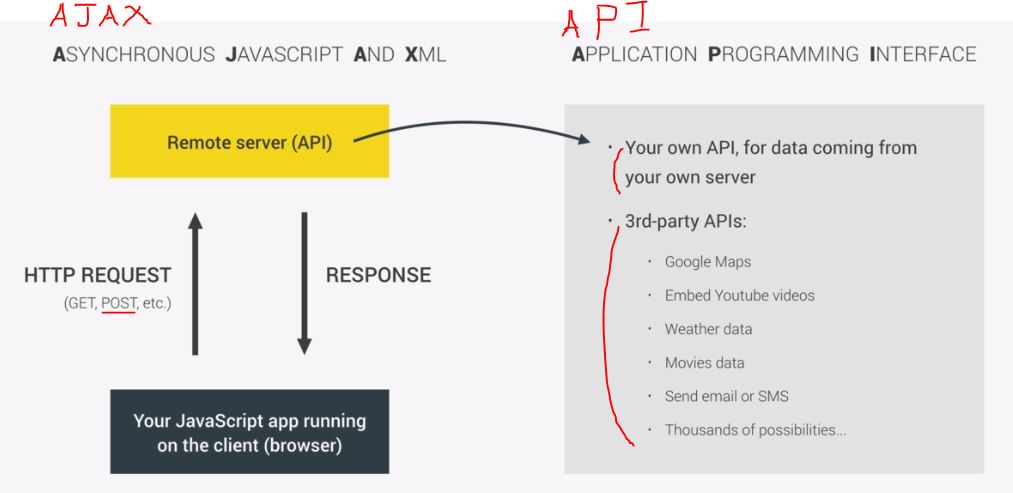 AJAX
ASYNCHRONOUS JAVASCRIPT AND XML
Remote server (API)
HTTP REQUEST
(GET, POST, etc.)
RESPONSE
Your JavaScript app running
on the client (browser)
API
APPLICATION PROGRAMMING INTERFACE
· Your own API, for data coming from
your own server
· 3rd-party APIs:
· Google Maps
· Embed Youtube videos
· Weather data
· Movies data
· Send email or SMS
· Thousands of possibilities...